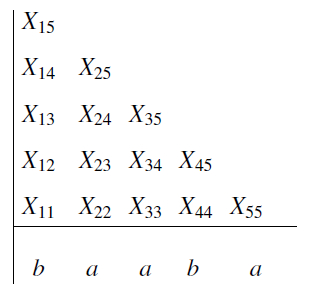 X15
X14 X25
X13 X24 X35
X12 X23 X34 X45
X11 X22 X33 X44 X55
b a a b a